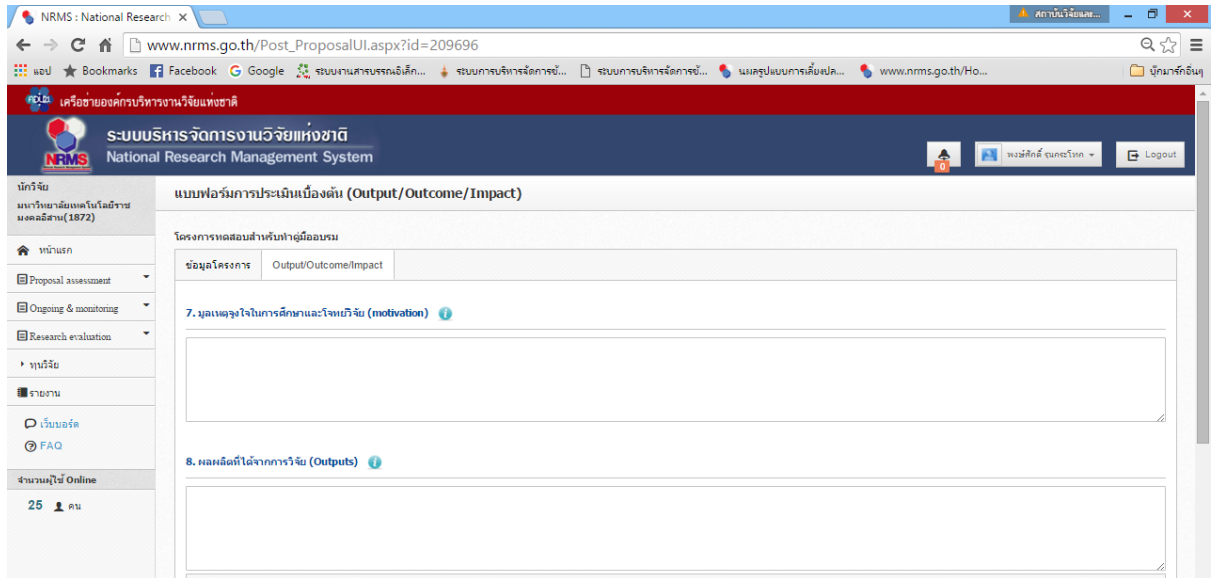 NRMS : National Research
สถาบันวิจัยและ...
www.nrms.go.th/Post_ProposalUI.aspx?id=209696
แอป Bookmarks Facebook Google ระบบงานสารบรรณอิเล็ก... ระบบการบริหารจัดการข้... ระบบการบริหารจัดการข้... www.nrms.go.th/Ho... บุ๊กมาร์กอื่นๆ
คอบช. เครือข่ายองค์กรบริหารงานวิจัยแห่งชาติ
NRMS
ระบบบริหารจัดการงานวิจัยแห่งชาติ
National Research Management System
0
Logout
นักวิจัย
มหาวิทยาลัยเทคโนโลยีราช
มงคลอีสาน(1872)
หน้าแรก
Proposal assessment
Ongoing & monitoring
Research evaluation
ทุนวิจัย
รายงาน
เว็บบอร์ด
FAQ
จำนวนผู้ใช้ Online
25 คน
แบบฟอร์มการประเมินเบื้องต้น (Output/Outcome/Impact)
โครงการทดสอบสำหรับทำคู่มืออบรม
ข้อมูลโครงการ Output/Outcome/Impact
7. มูลเหตุจูงใจในการศึกษาและโจทย์วิจัย (motivation)
8. ผลผลิตที่ได้จากการวิจัย (Outputs)